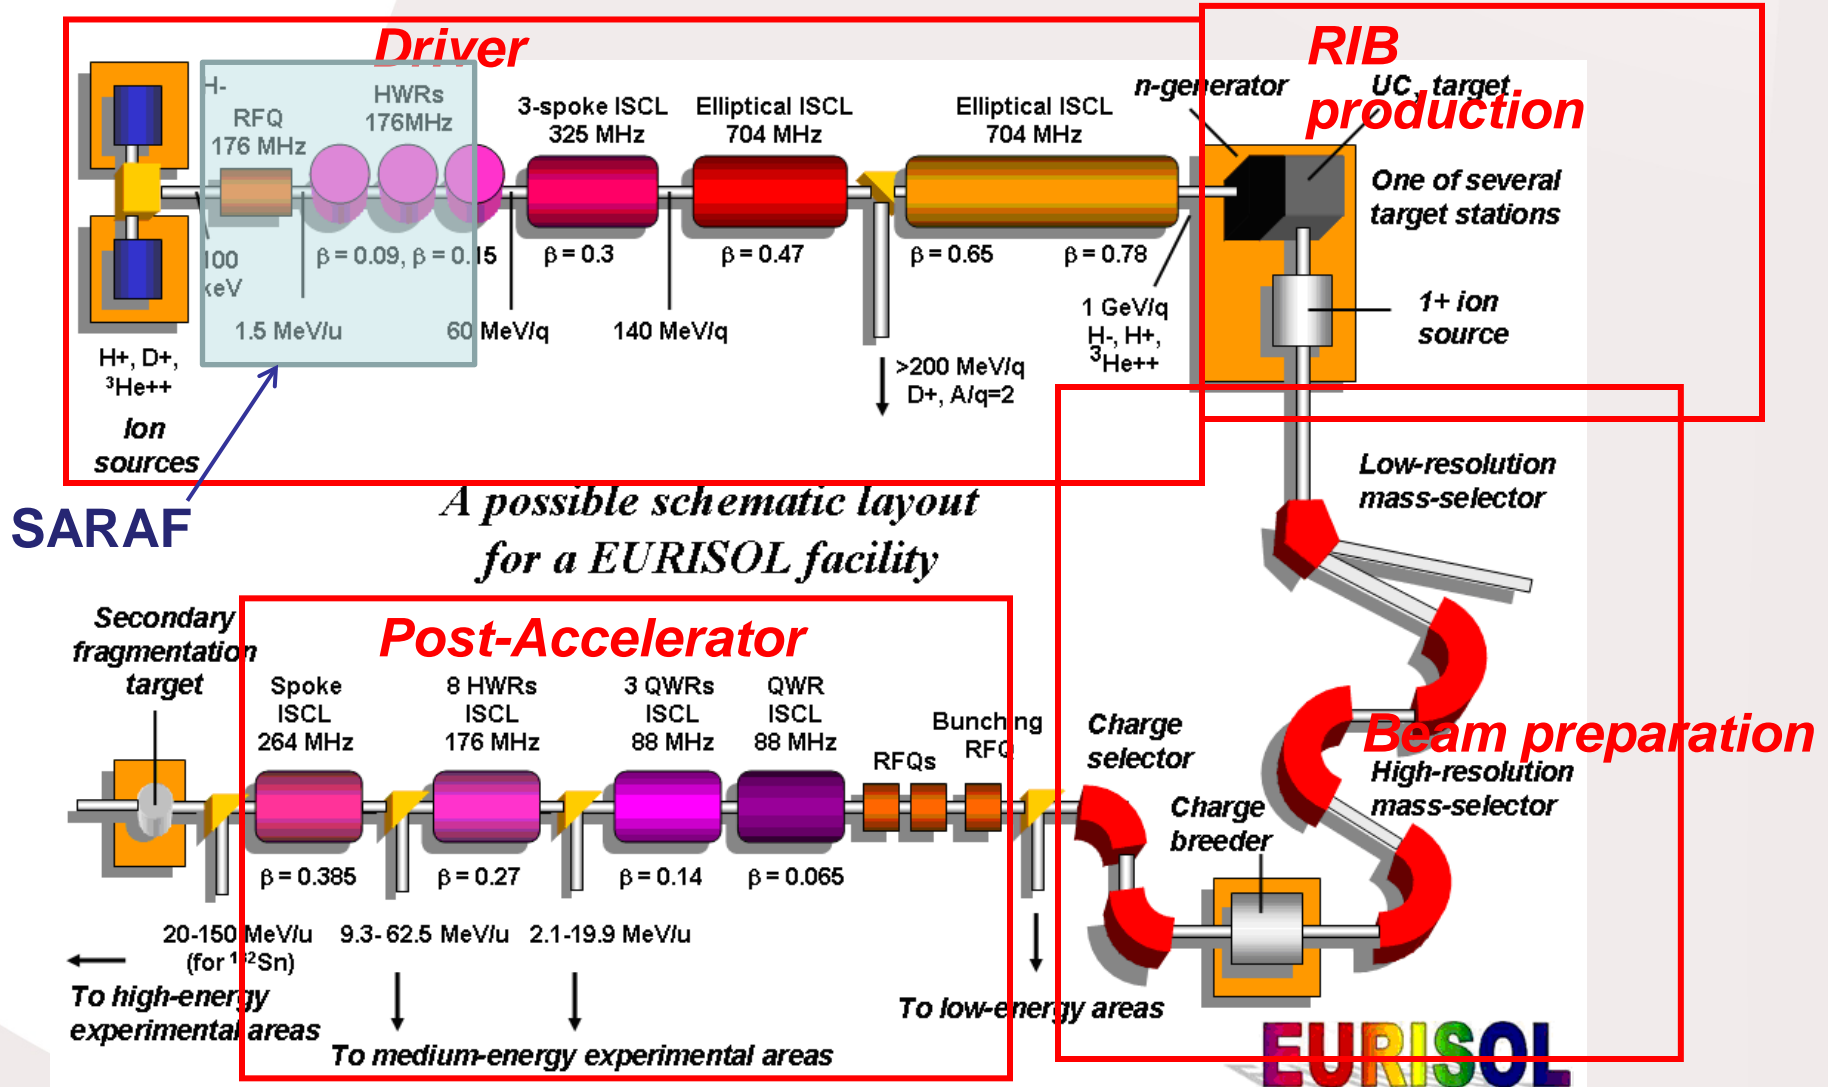 Driver
RIB
production
H-
RFQ
176 MHz
HWRs
176MHz
3-spoke ISCL
325 MHz
Elliptical ISCL
704 MHz
Elliptical ISCL
704 MHz
n-generator
UCx target
One of several
target stations
β = 0.09, β = 0.15
β = 0.3
β = 0.47
β = 0.65
β = 0.78
100
keV
1.5 MeV/u
60 MeV/q
140 MeV/q
1 GeV/q
H-, H+,
³He++
1+ ion
source
H+, D+,
³He++
>200 MeV/q
D+, A/q=2
Ion
sources
SARAF
A possible schematic layout
for a EURISOL facility
Low-resolution
mass-selector
Secondary
fragmentation
target
Post-Accelerator
Spoke
ISCL
264 MHz
8 HWRs
ISCL
176 MHz
3 QWRs
ISCL
88 MHz
QWR
ISCL
88 MHz
RFQs
Bunching
RFQ
Charge
selector
Beam preparation
High-resolution
mass-selector
Charge
breeder
β = 0.385
β = 0.27
β = 0.14
β = 0.065
20-150 MeV/u
(for ¹³²Sn)
9.3- 62.5 MeV/u
2.1-19.9 MeV/u
To high-energy
experimental areas
To medium-energy experimental areas
To low-energy areas
EURISOL